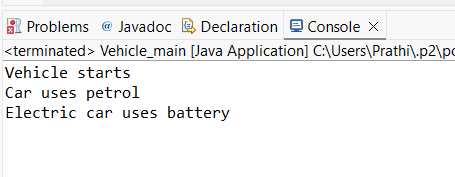 Problems Javadoc Declaration Console
<terminated> Vehicle_main [Java Application] C:\Users\Prathi\.p2\po
Vehicle starts
Car uses petrol
Electric car uses battery